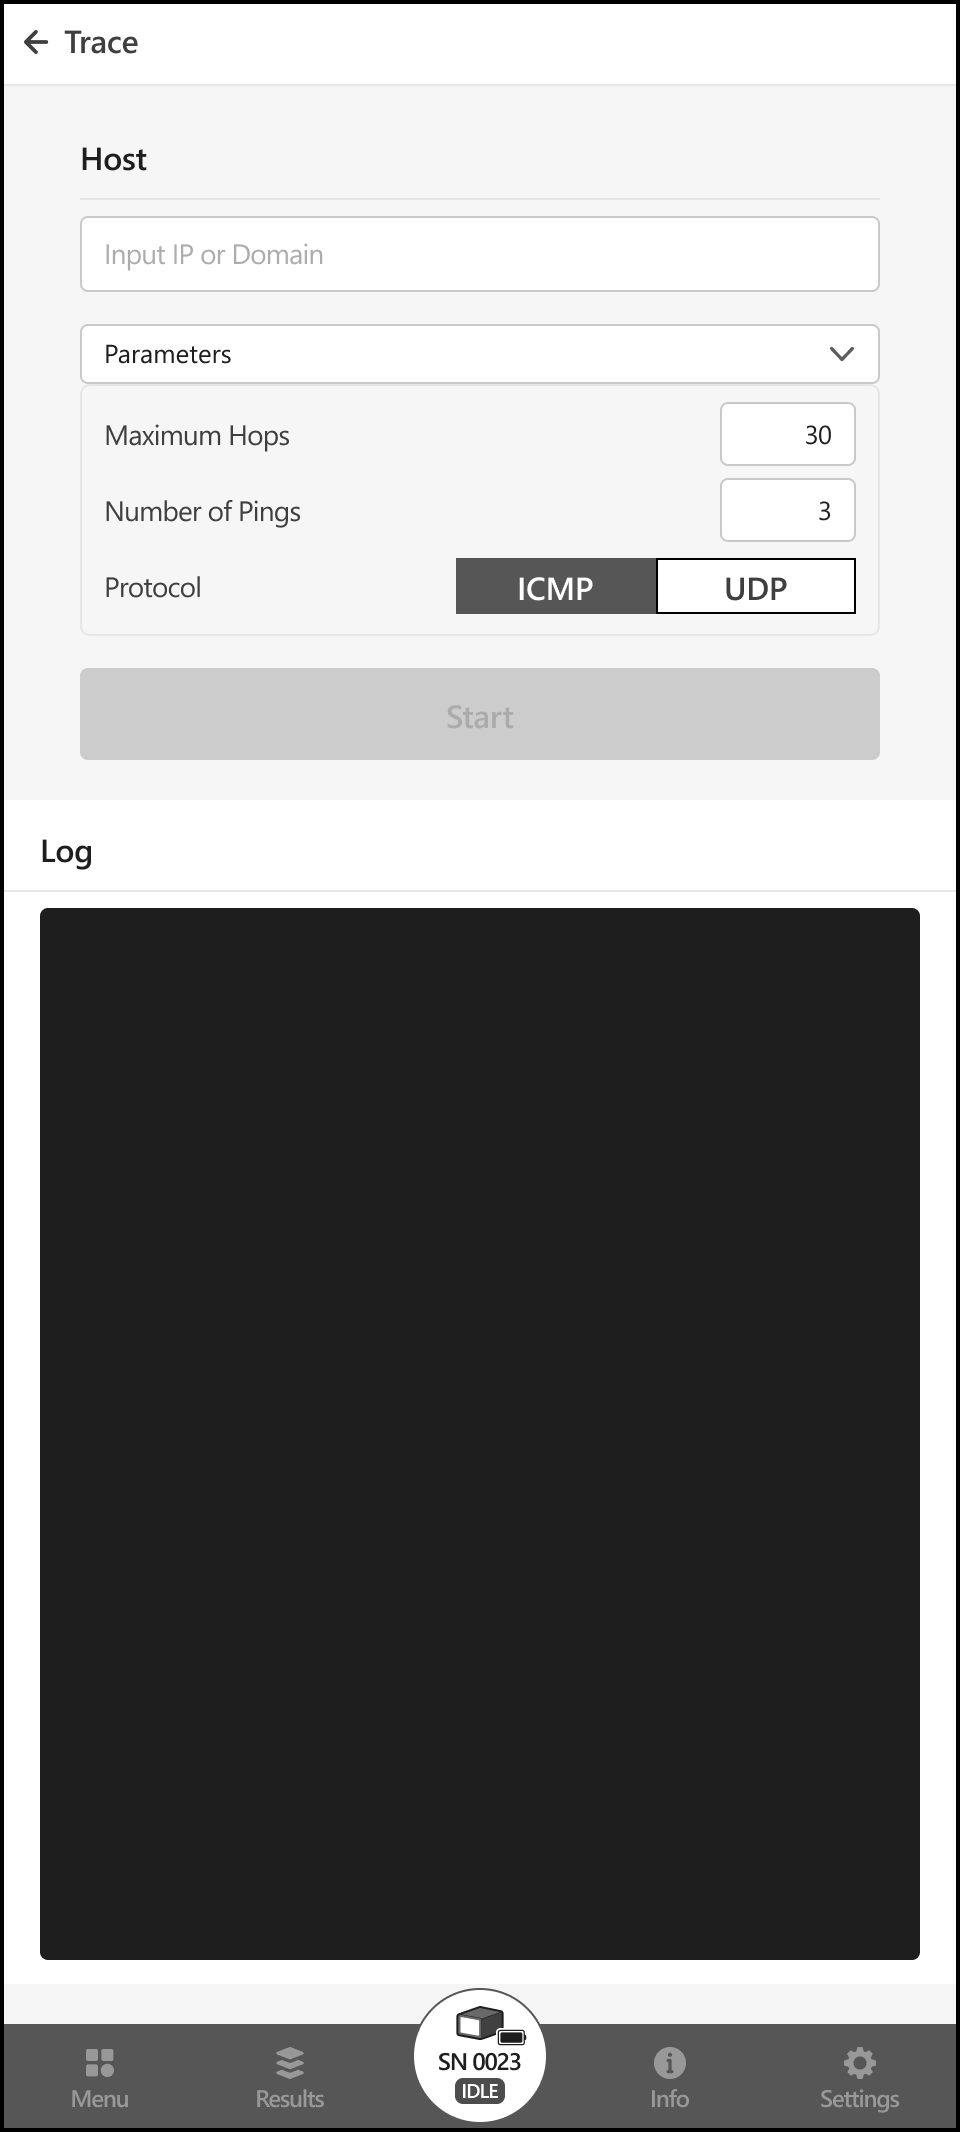 Trace
Host
Input IP or Domain
Parameters
Maximum Hops 30
Number of Pings 3
Protocol ICMP UDP
Start
Log
SN 0023
IDLE
Menu Results Info Settings